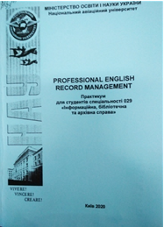 МІНІСТЕРСТВО ОСВІТИ І НАУКИ УКРАЇНИ
Національний авіаційний університет
НАУ
PROFESSIONAL ENGLISH
RECORD MANAGEMENT
Практикум
для студентів спеціальності 029
«Інформаційна, бібліотечна
та архівна справа»
VIVERE!
VINCERE!
CREARE!
Київ 2020